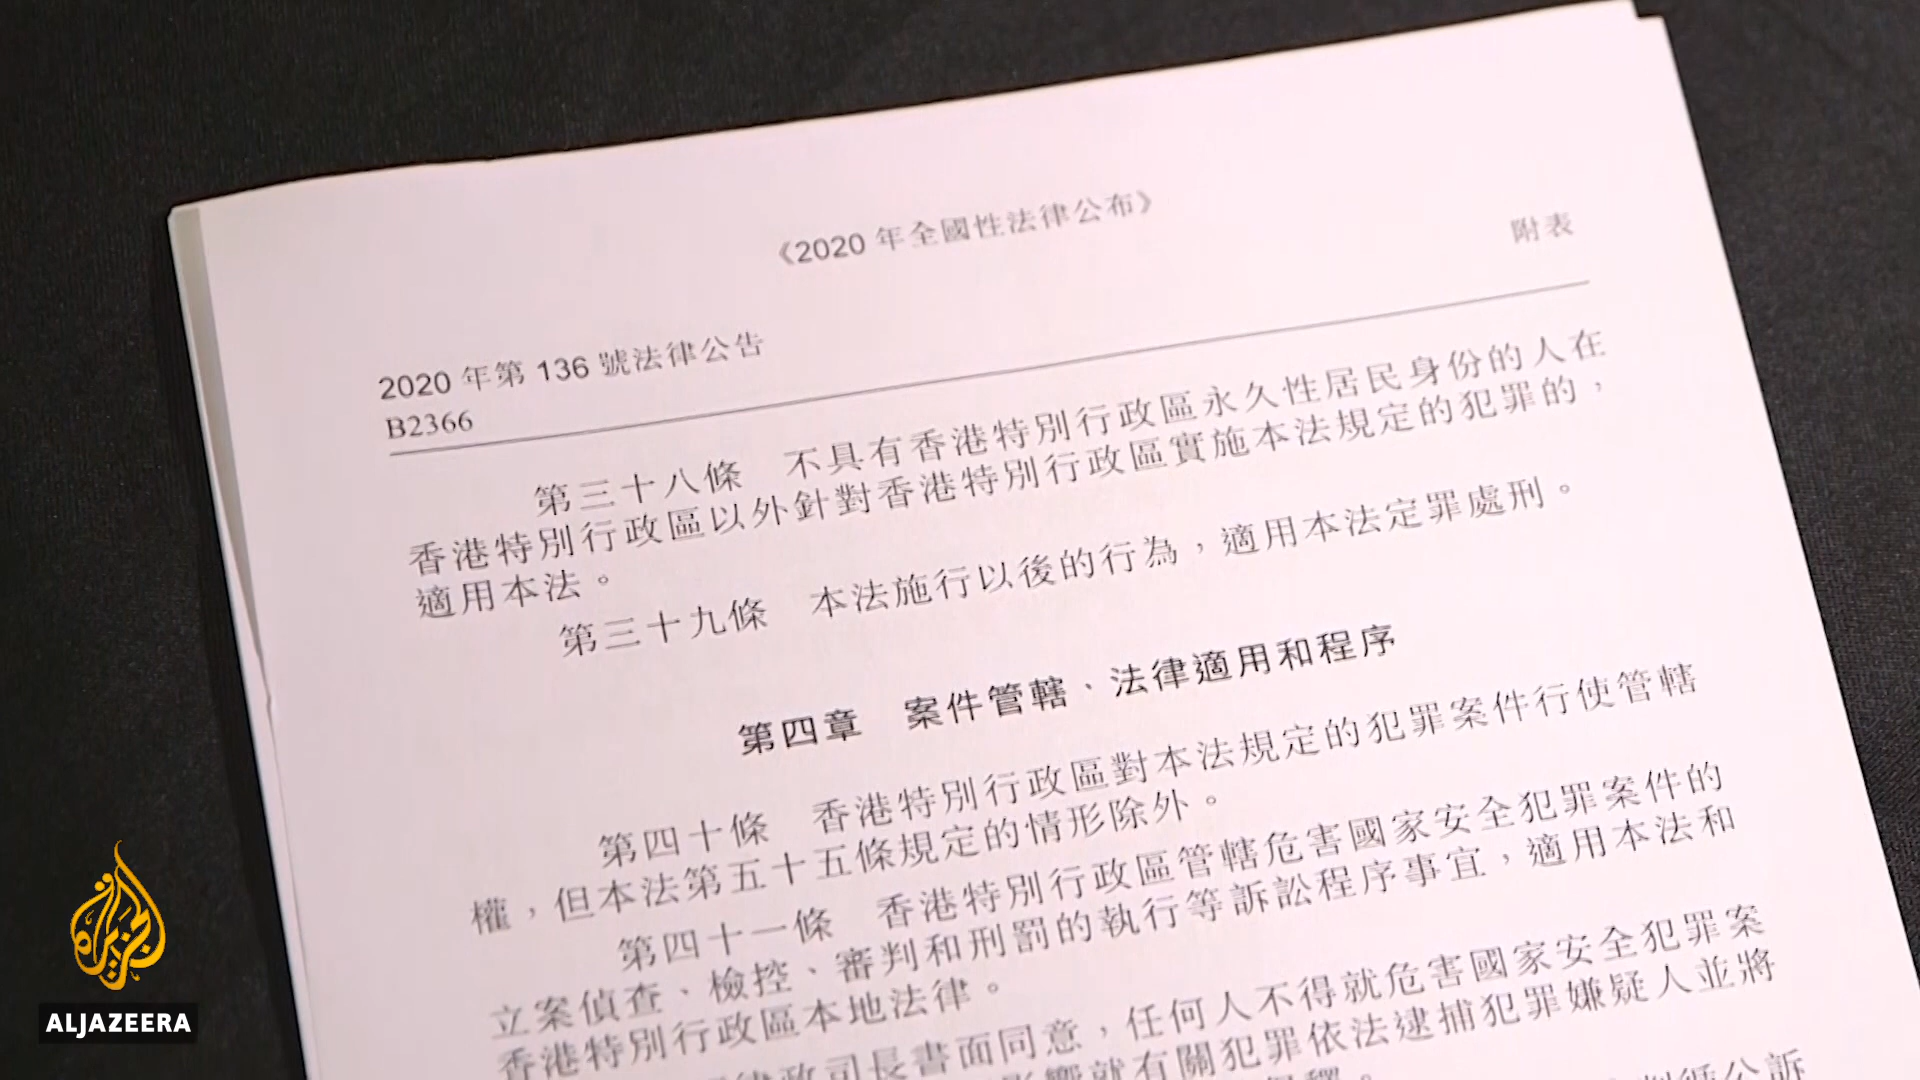 《2020 年全國性法律公布》
附表
2020 年第 136 號法律公告
B2366
第三十八條 不具有香港特別行政區永久性居民身份的人在
香港特別行政區以外針對香港特別行政區實施本法規定的犯罪的，
適用本法。
第三十九條 本法施行以後的行為，適用本法定罪處刑。
第四章 案件管轄、法律適用和程序
第四十條 香港特別行政區對本法規定的犯罪案件行使管轄
權，但本法第五十五條規定的情形除外。
第四十一條 香港特別行政區管轄危害國家安全犯罪案件的
立案偵查、檢控、審判和刑罰的執行等訴訟程序事宜，適用本法和
香港特別行政區本地法律。
律政司長書面同意，任何人不得就危害國家安全犯罪案
就有關犯罪依法逮捕犯罪嫌疑人並將
公訴
ALJAZEERA